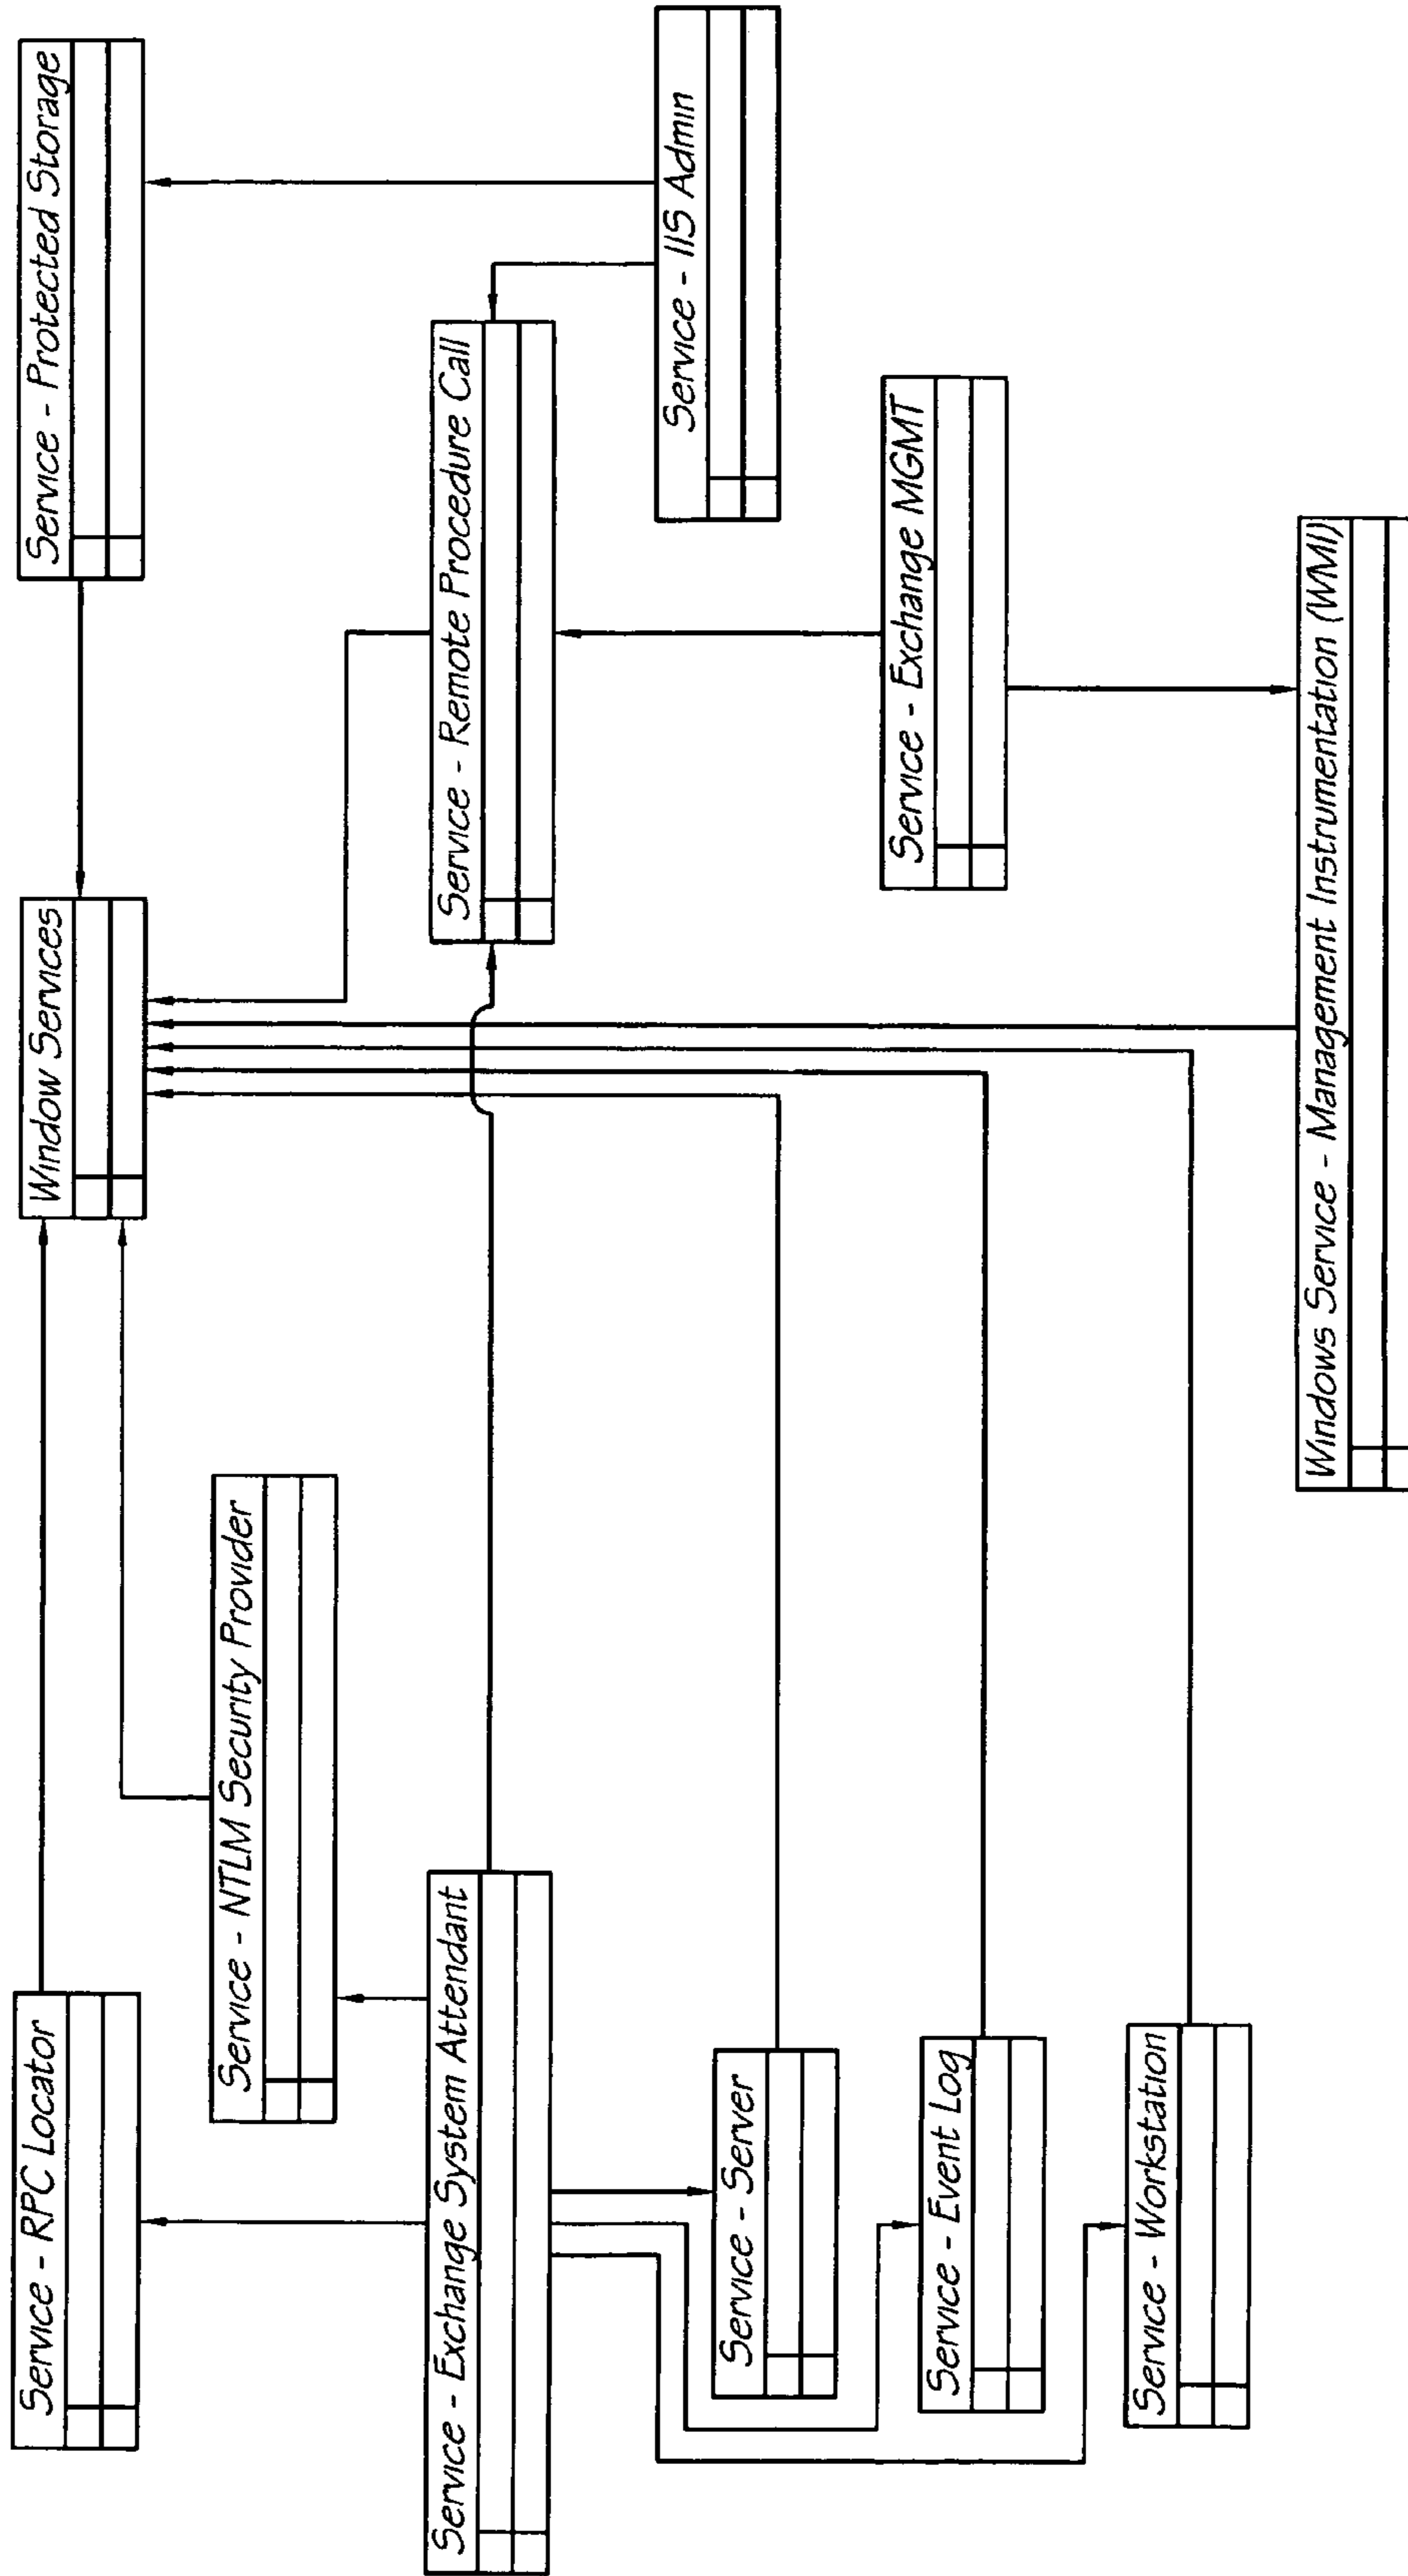 Service - RPC Locator
Window Services
Service - Protected Storage
Service - NTLM Security Provider
Service - Exchange System Attendant
Service - Remote Procedure Call
Service - IIS Admin
Service - Server
Service - Exchange MGMT
Service - Event Log
Service - Workstation
Windows Service - Management Instrumentation (WMI)